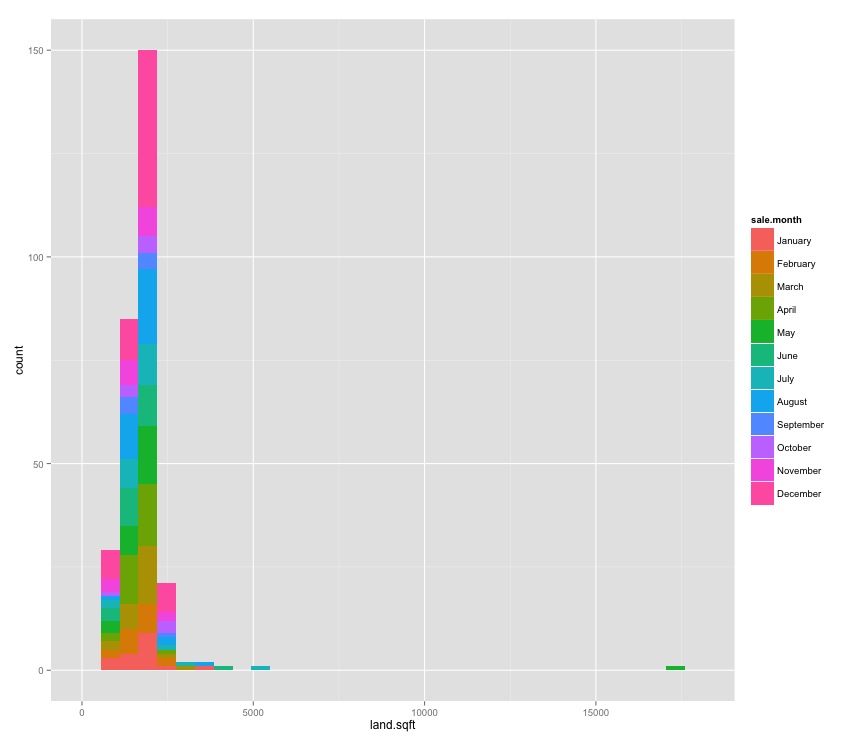 150
100
50
0
count
0 5000 10000 15000
land.sqft
sale.month
January
February
March
April
May
June
July
August
September
October
November
December